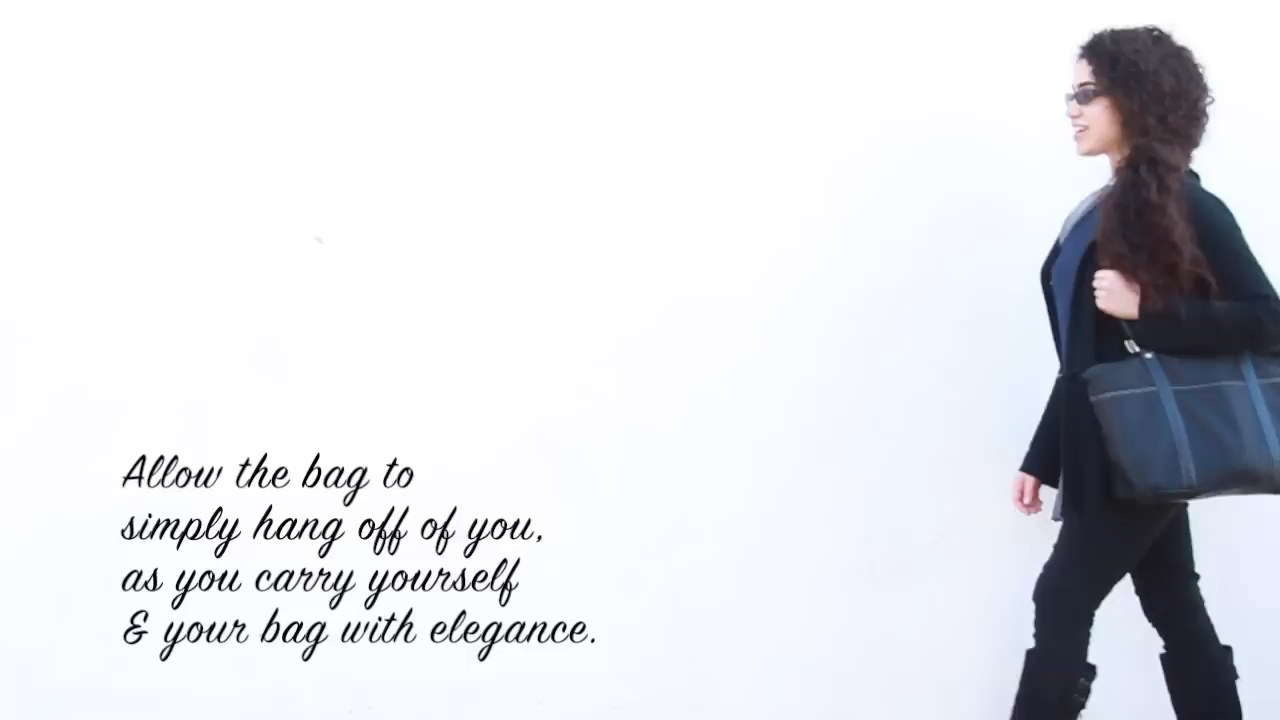 Allow the bag to
simply hang off of you,
as you carry yourself
& your bag with elegance.